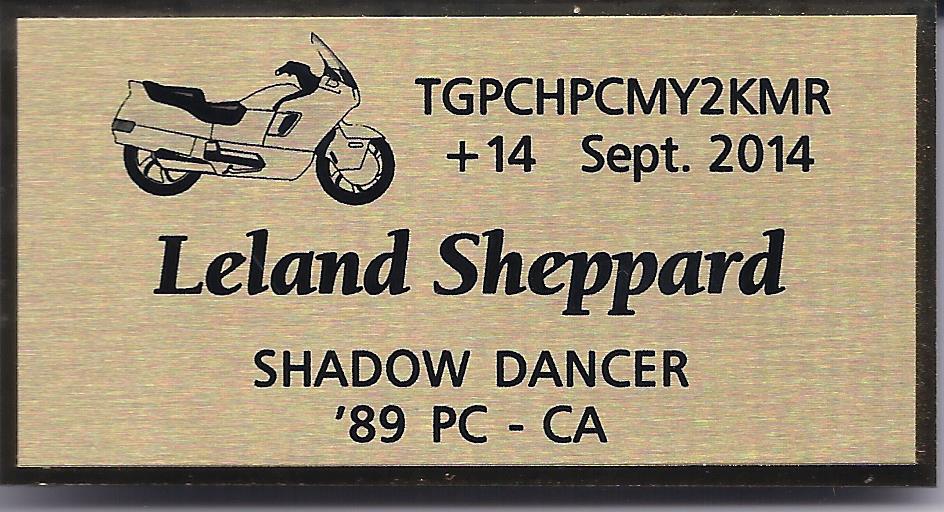 TGPCHPCMY2KMR
+14 Sept. 2014
Leland Sheppard
SHADOW DANCER
'89 PC - CA